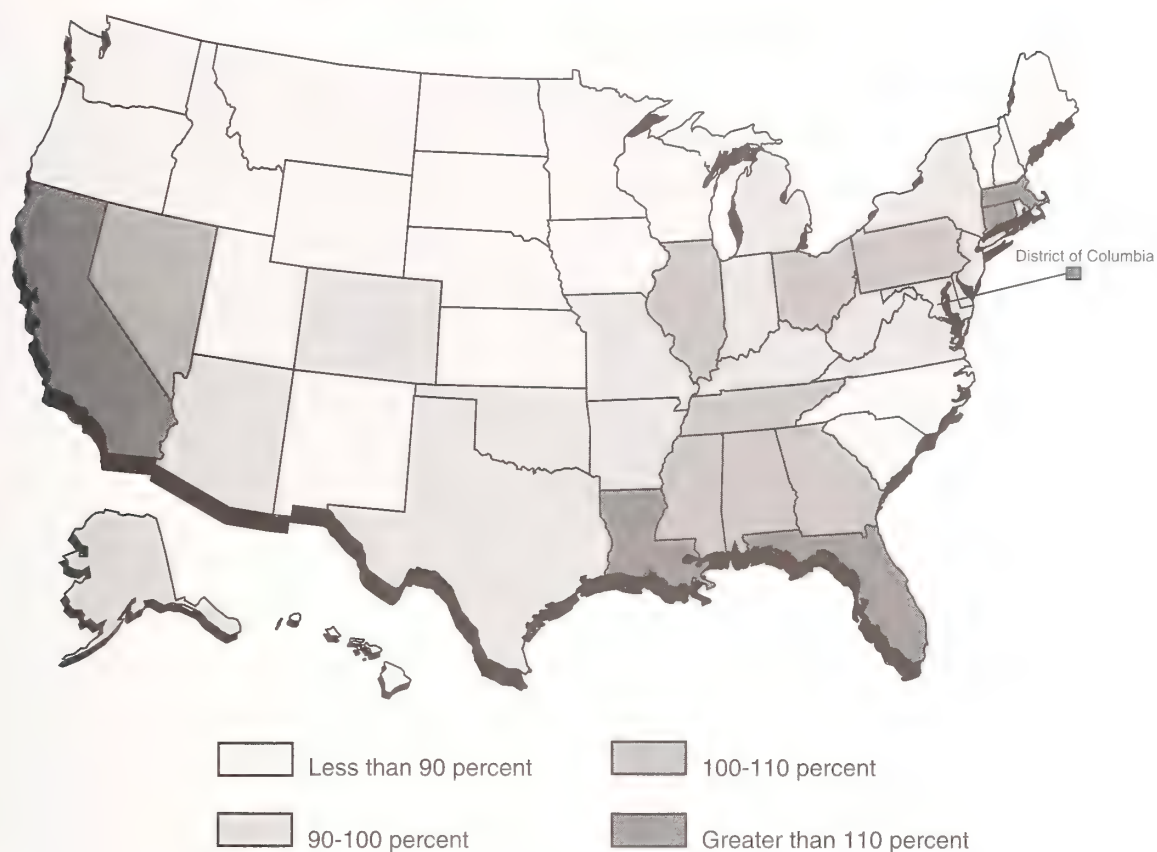 District of Columbia
Less than 90 percent
100-110 percent
90-100 percent
Greater than 110 percent